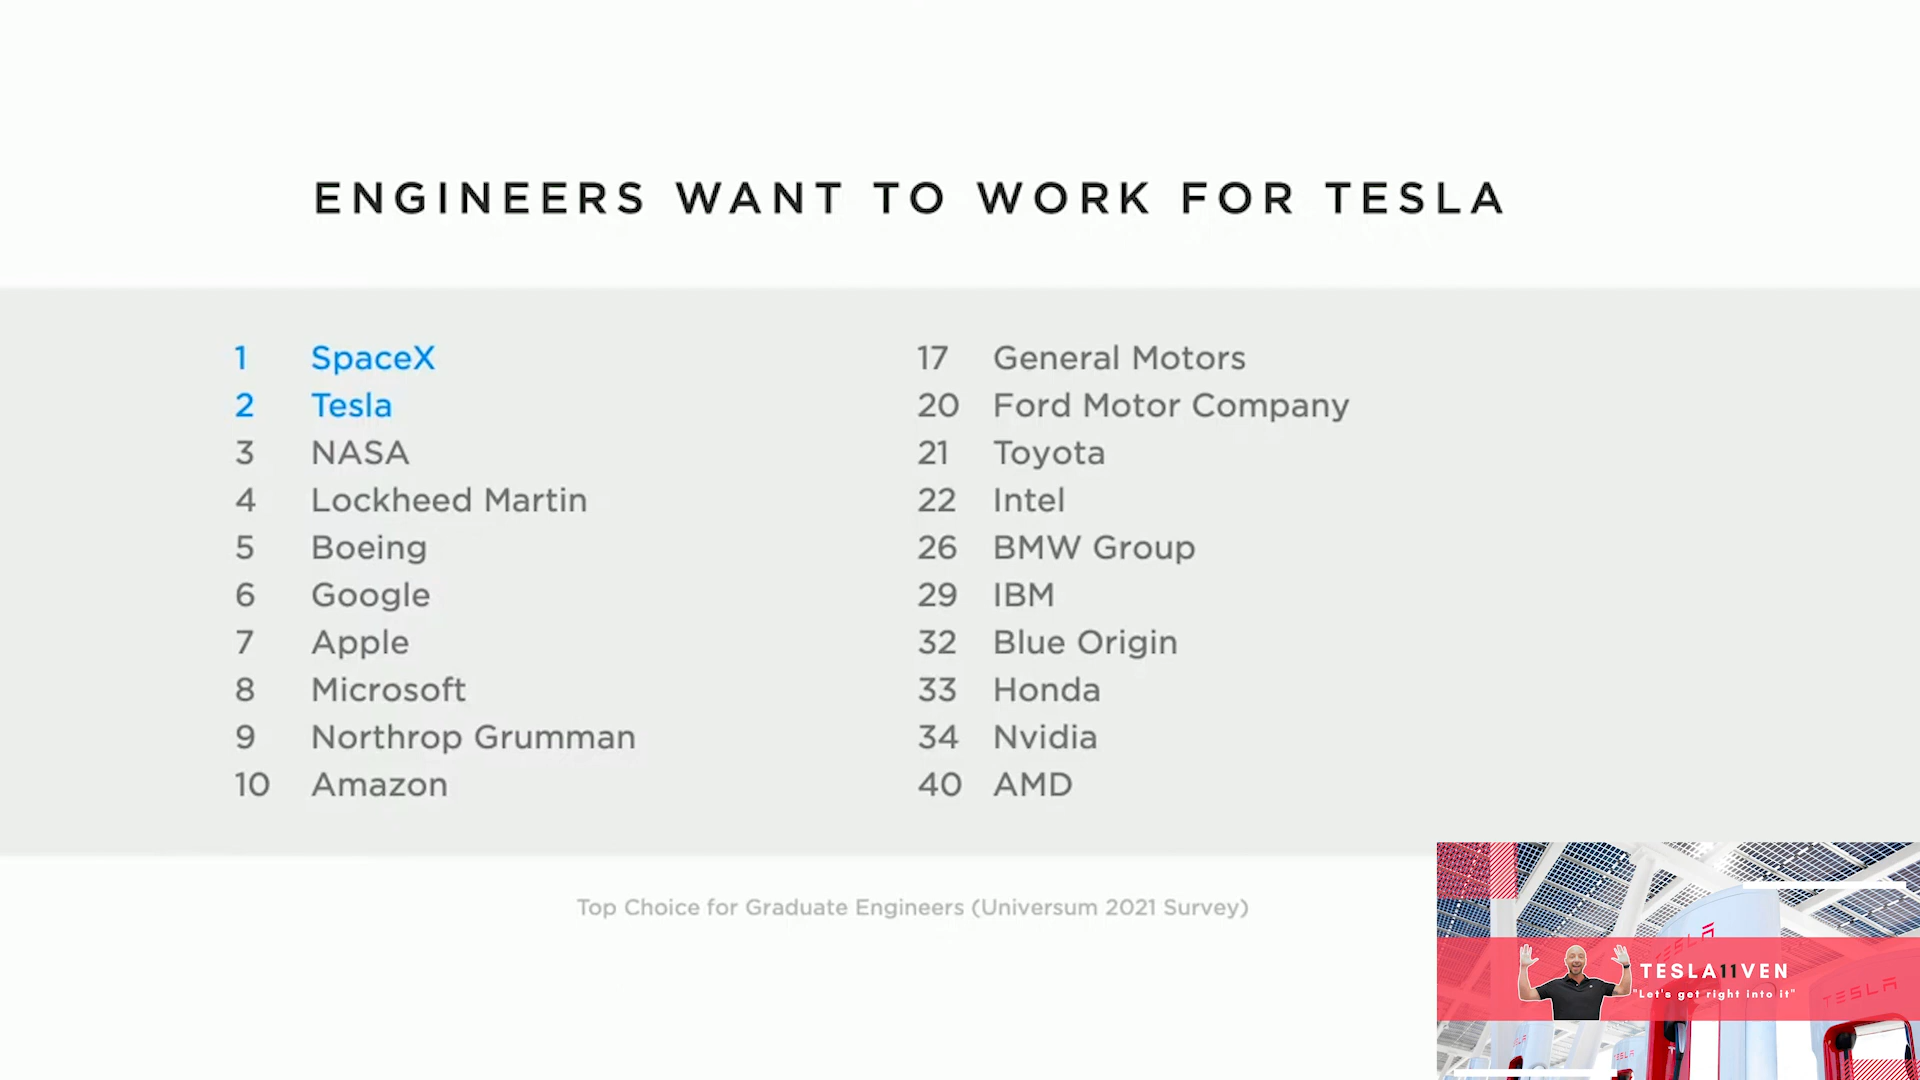 ENGINEERS WANT TO WORK FOR TESLA
1 SpaceX
2 Tesla
3 NASA
4 Lockheed Martin
5 Boeing
6 Google
7 Apple
8 Microsoft
9 Northrop Grumman
10 Amazon
17 General Motors
20 Ford Motor Company
21 Toyota
22 Intel
26 BMW Group
29 IBM
32 Blue Origin
33 Honda
34 Nvidia
40 AMD
Top Choice for Graduate Engineers (Universum 2021 Survey)
TESLA
TESLA11VEN
"Let's get right into it"
TESLA
TESLA